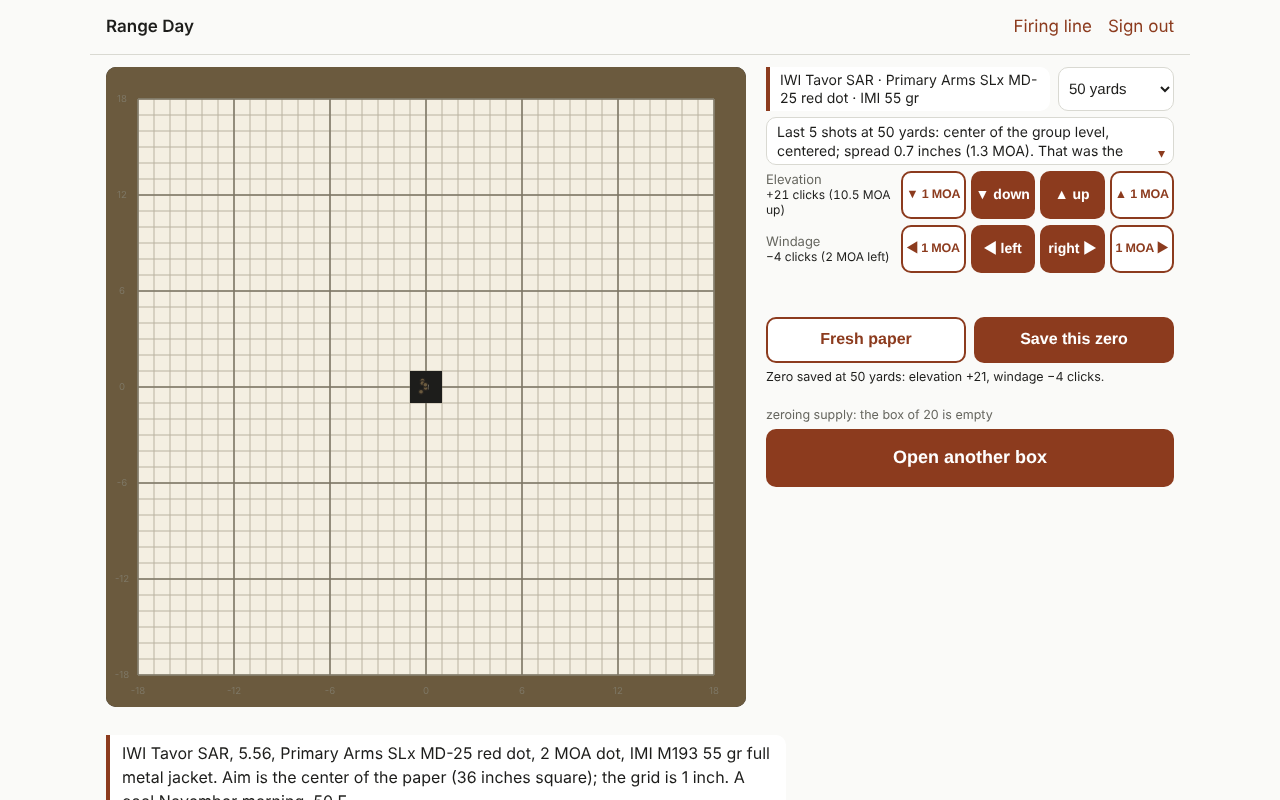 Range Day
Firing line
Sign out
18
12
6
0
-6
-12
-18
-18
-12
-6
0
6
12
18
IWI Tavor SAR · Primary Arms SLx MD-
25 red dot · IMI 55 gr
50 yards
Last 5 shots at 50 yards: center of the group level,
centered; spread 0.7 inches (1.3 MOA). That was the
▼
Elevation
+21 clicks (10.5 MOA
up)
▼ 1 MOA
▼ down
▲ up
▲ 1 MOA
Windage
−4 clicks (2 MOA left)
◀ 1 MOA
◀ left
right ▶
1 MOA ▶
Fresh paper
Save this zero
Zero saved at 50 yards: elevation +21, windage −4 clicks.
zeroing supply: the box of 20 is empty
Open another box
IWI Tavor SAR, 5.56, Primary Arms SLx MD-25 red dot, 2 MOA dot, IMI M193 55 gr full
metal jacket. Aim is the center of the paper (36 inches square); the grid is 1 inch. A
November morning, 50 F